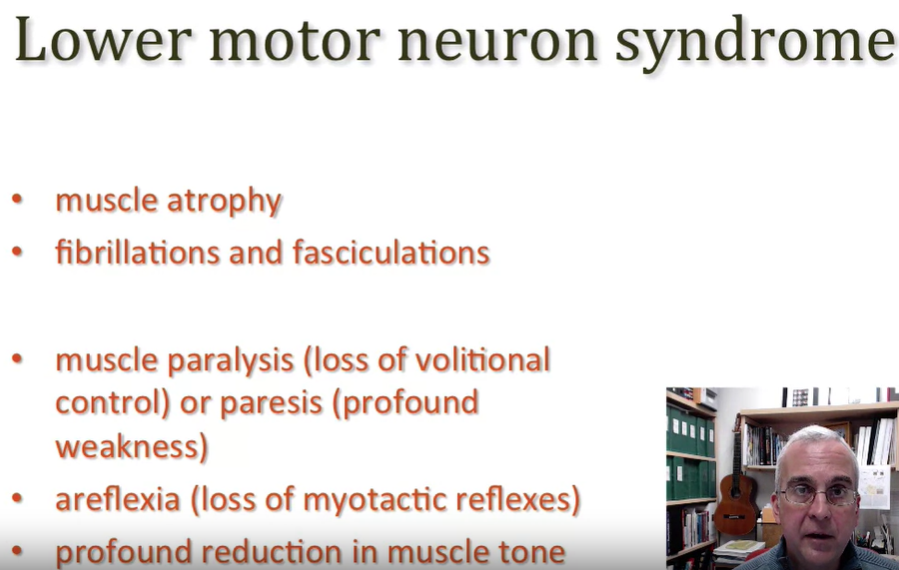 Lower motor neuron syndrome
• muscle atrophy
• fibrillations and fasciculations
• muscle paralysis (loss of volitional
control) or paresis (profound
weakness)
• areflexia (loss of myotactic reflexes)
• profound reduction in muscle tone